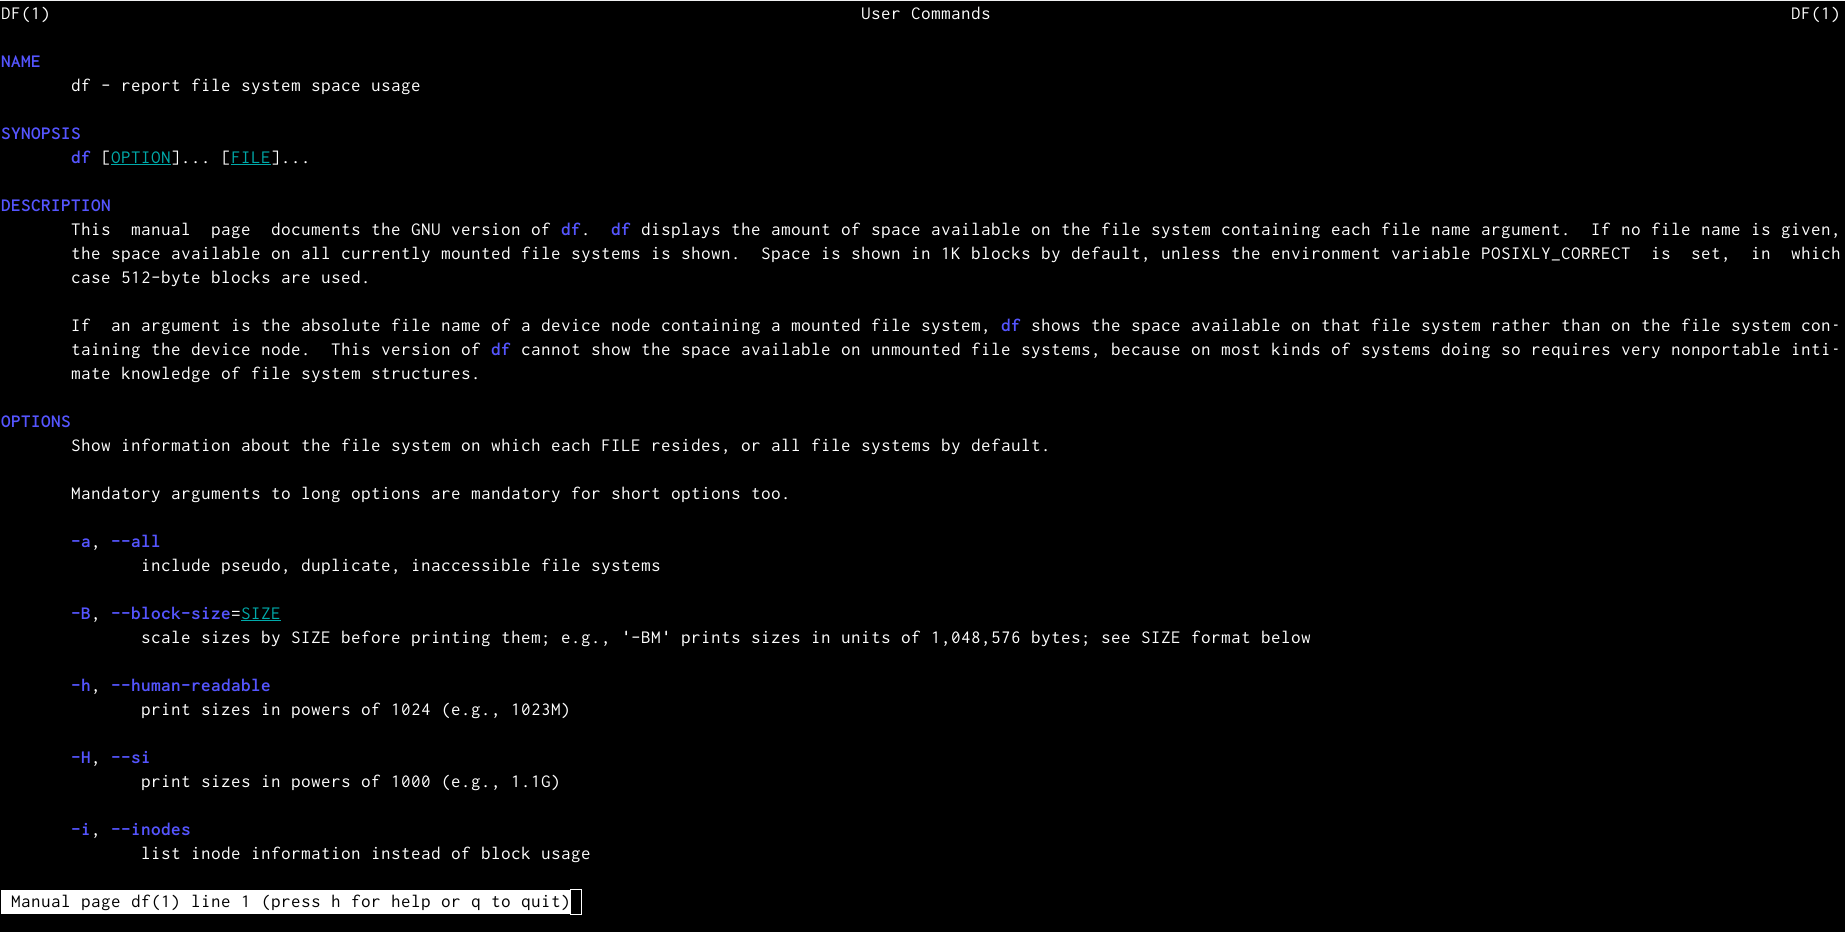 DF(1) User Commands DF(1)
NAME
df - report file system space usage
SYNOPSIS
df [OPTION]... [FILE]...
DESCRIPTION
This manual page documents the GNU version of df. df displays the amount of space available on the file system containing each file name argument. If no file name is given,
the space available on all currently mounted file systems is shown. Space is shown in 1K blocks by default, unless the environment variable POSIXLY_CORRECT is set, in which
case 512-byte blocks are used.
If an argument is the absolute file name of a device node containing a mounted file system, df shows the space available on that file system rather than on the file system con-
taining the device node. This version of df cannot show the space available on unmounted file systems, because on most kinds of systems doing so requires very nonportable inti-
mate knowledge of file system structures.
OPTIONS
Show information about the file system on which each FILE resides, or all file systems by default.
Mandatory arguments to long options are mandatory for short options too.
-a, --all
include pseudo, duplicate, inaccessible file systems
-B, --block-size=SIZE
scale sizes by SIZE before printing them; e.g., '-BM' prints sizes in units of 1,048,576 bytes; see SIZE format below
-h, --human-readable
print sizes in powers of 1024 (e.g., 1023M)
-H, --si
print sizes in powers of 1000 (e.g., 1.1G)
-i, --inodes
list inode information instead of block usage
Manual page df(1) line 1 (press h for help or q to quit)